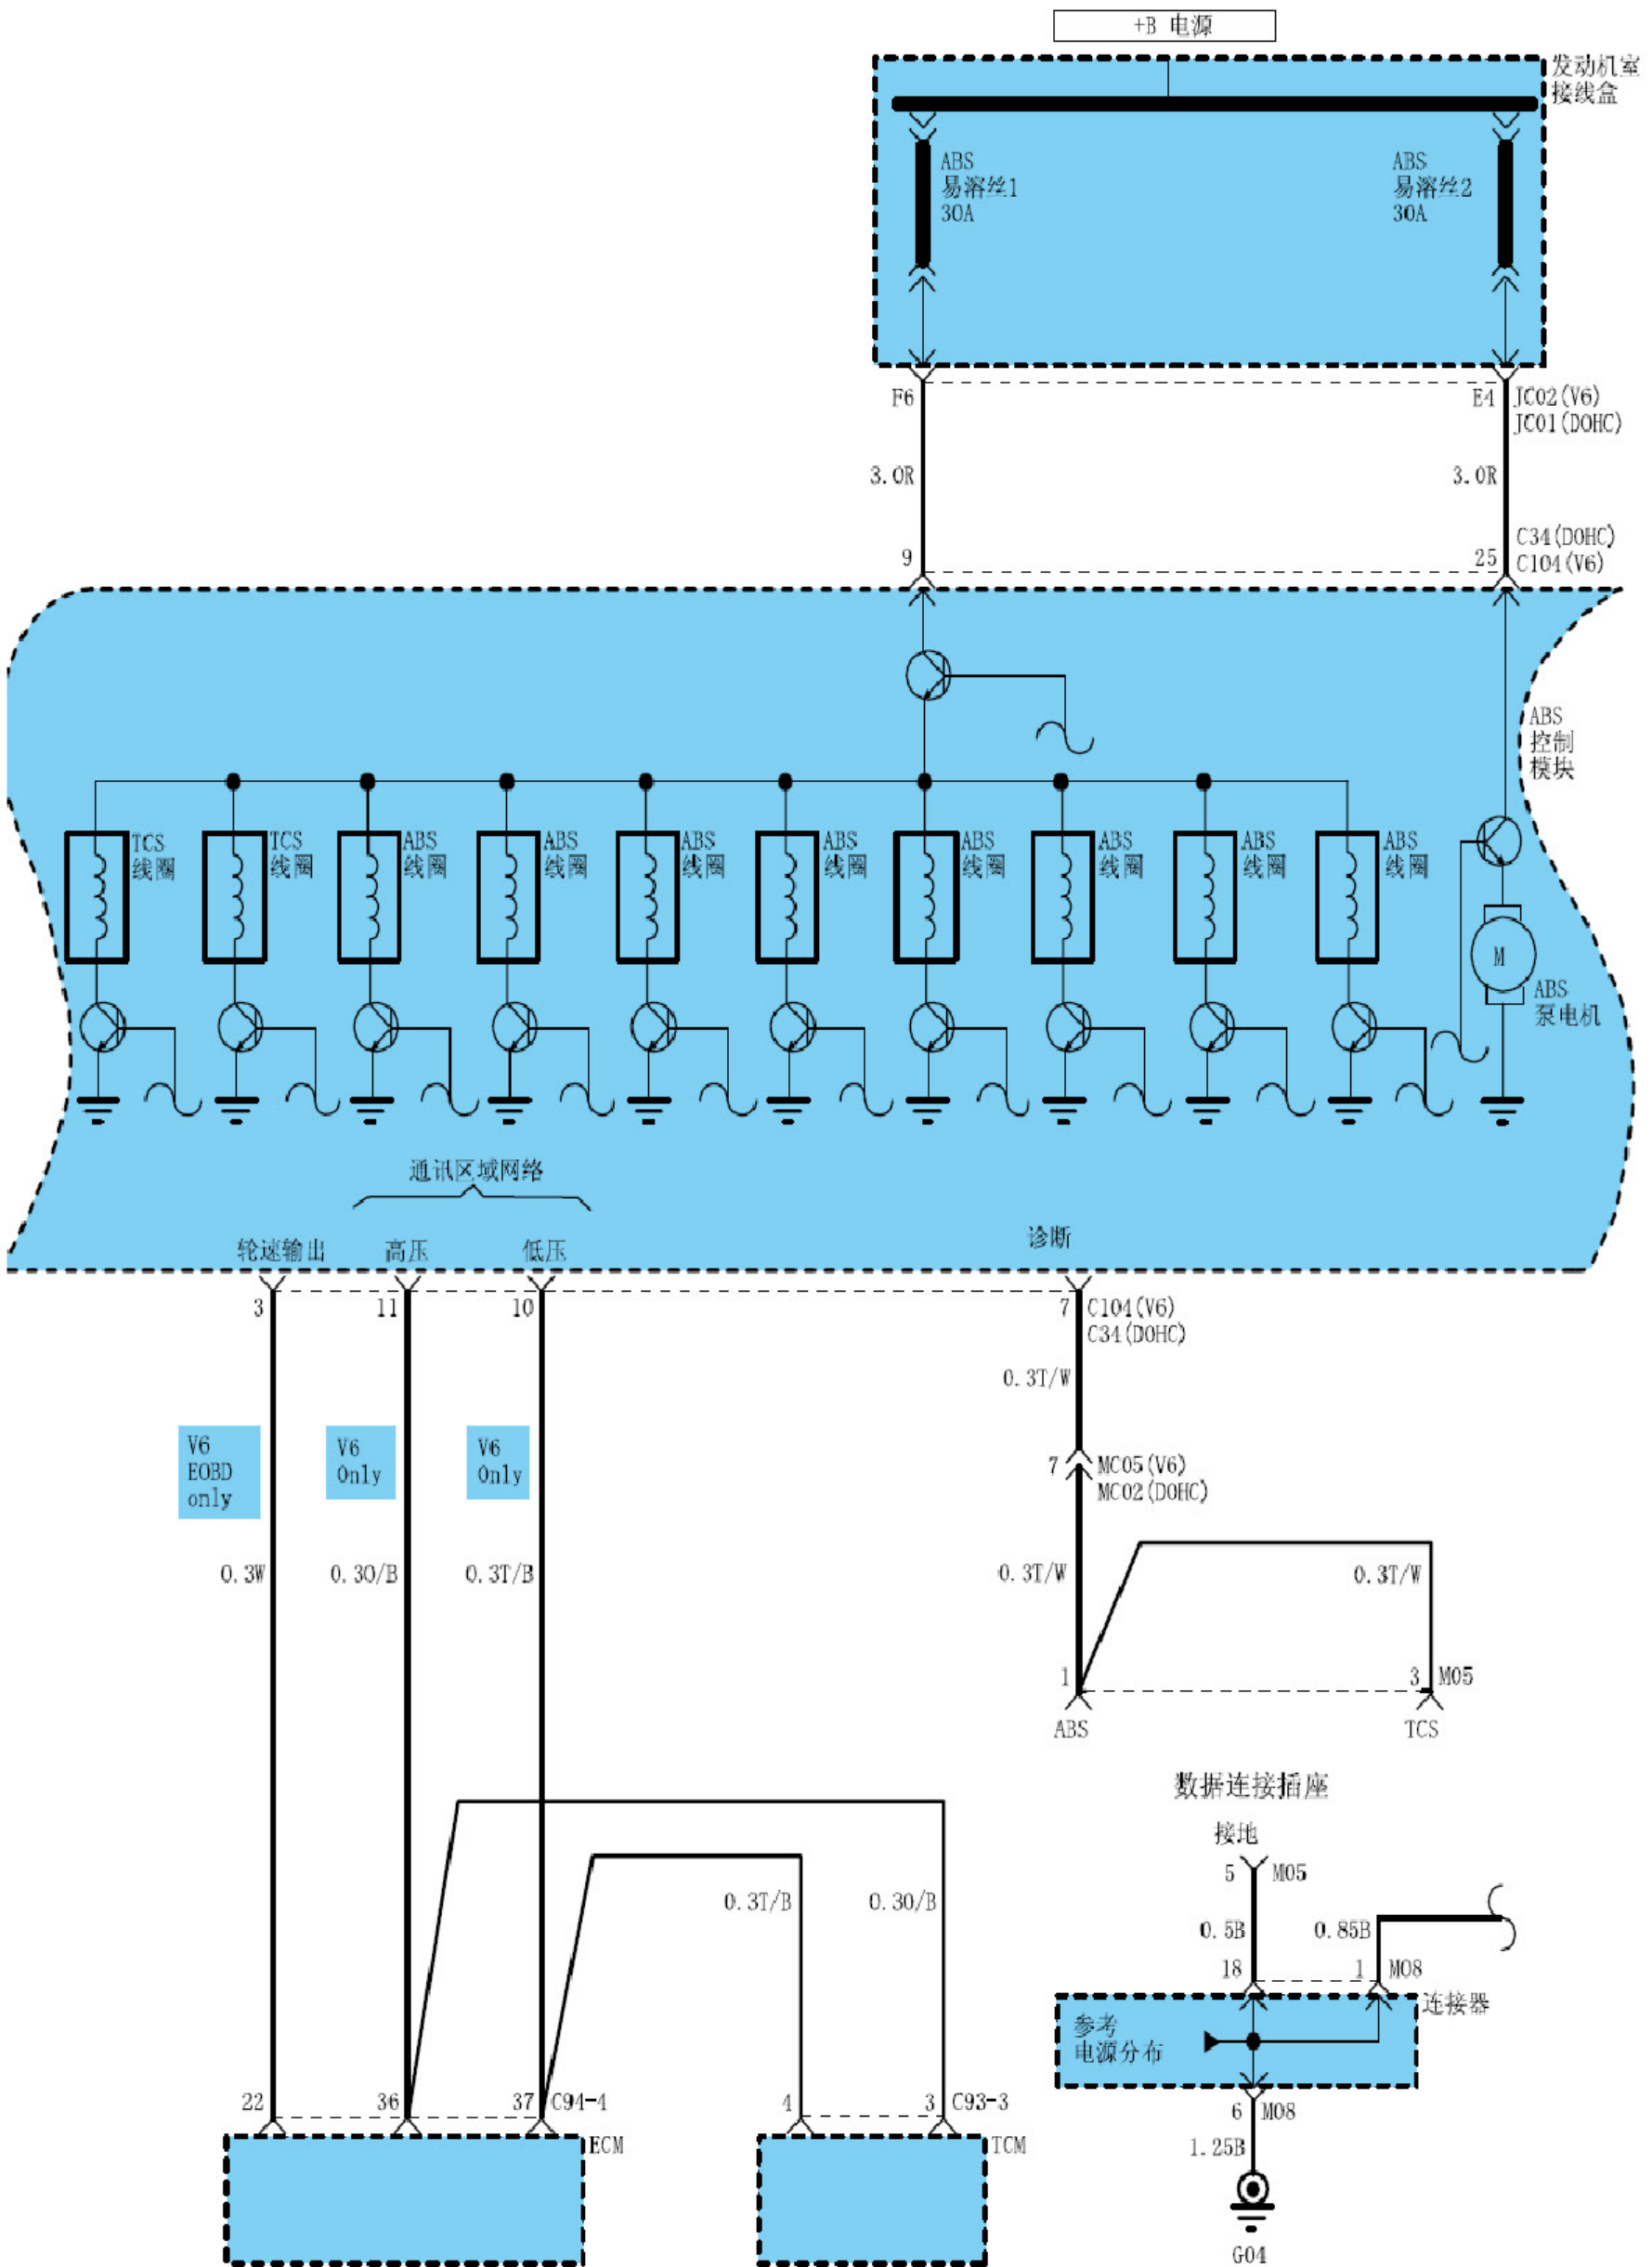 +B 电源
发动机室
接线盒
ABS
易溶丝1
30A
ABS
易溶丝2
30A
F6
E4
JC02(V6)
JC01(DOHC)
3.0R
3.0R
9
25
C34(DOHC)
C104(V6)
ABS
控制
模块
TCS
线圈
TCS
线圈
ABS
线圈
ABS
线圈
ABS
线圈
ABS
线圈
ABS
线圈
ABS
线圈
ABS
线圈
ABS
线圈
M
ABS
泵电机
通讯区域网络
轮速输出
高压
低压
诊断
3
11
10
7
C104(V6)
C34(DOHC)
0.3T/W
V6
EOBD
only
V6
Only
V6
Only
7
MC05(V6)
MC02(DOHC)
0.3W
0.3O/B
0.3T/B
0.3T/W
0.3T/W
1
3
M05
ABS
TCS
数据连接插座
接地
5
M05
0.3T/B
0.3O/B
0.5B
0.85B
18
1
M08
连接器
参考
电源分布
22
36
37
C94-4
4
3
C93-3
6
M08
ECM
TCM
1.25B
G04